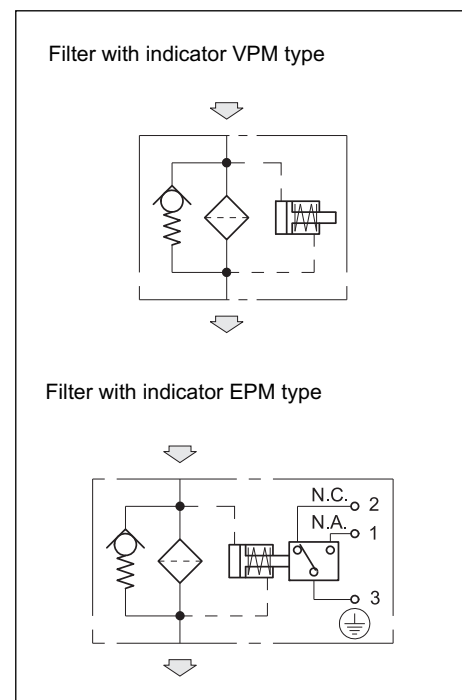 Filter with indicator VPM type
Filter with indicator EPM type
N.C. 2
N.A. 1
3